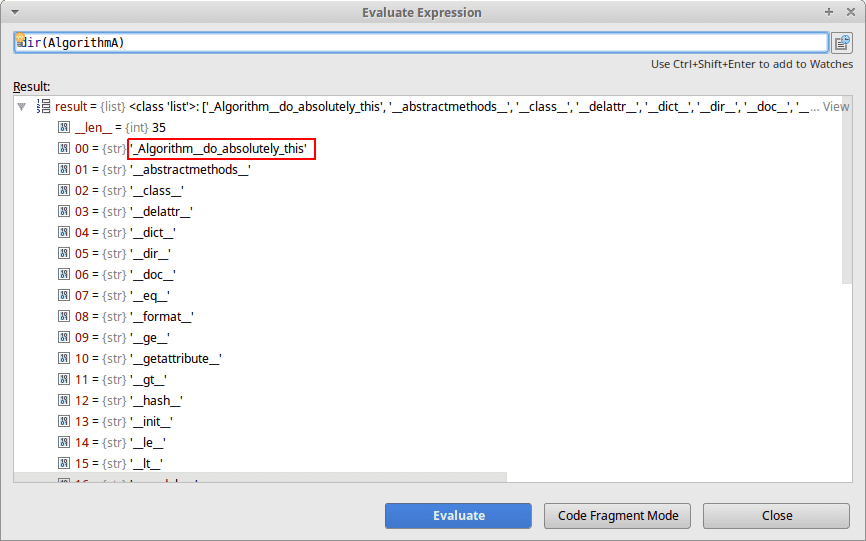 Evaluate Expression
dir(AlgorithmA)
Use Ctrl+Shift+Enter to add to Watches
Result:
result = {list} <class 'list'>: ['_Algorithm__do_absolutely_this', '__abstractmethods__', '__class__', '__delattr__', '__dict__', '__dir__', '__doc__', '__eq__', '__ ... View
__len__ = {int} 35
00 = {str} '_Algorithm__do_absolutely_this'
01 = {str} '__abstractmethods__'
02 = {str} '__class__'
03 = {str} '__delattr__'
04 = {str} '__dict__'
05 = {str} '__dir__'
06 = {str} '__doc__'
07 = {str} '__eq__'
08 = {str} '__format__'
09 = {str} '__ge__'
10 = {str} '__getattribute__'
11 = {str} '__gt__'
12 = {str} '__hash__'
13 = {str} '__init__'
14 = {str} '__le__'
15 = {str} '__lt__'
Evaluate
Code Fragment Mode
Close